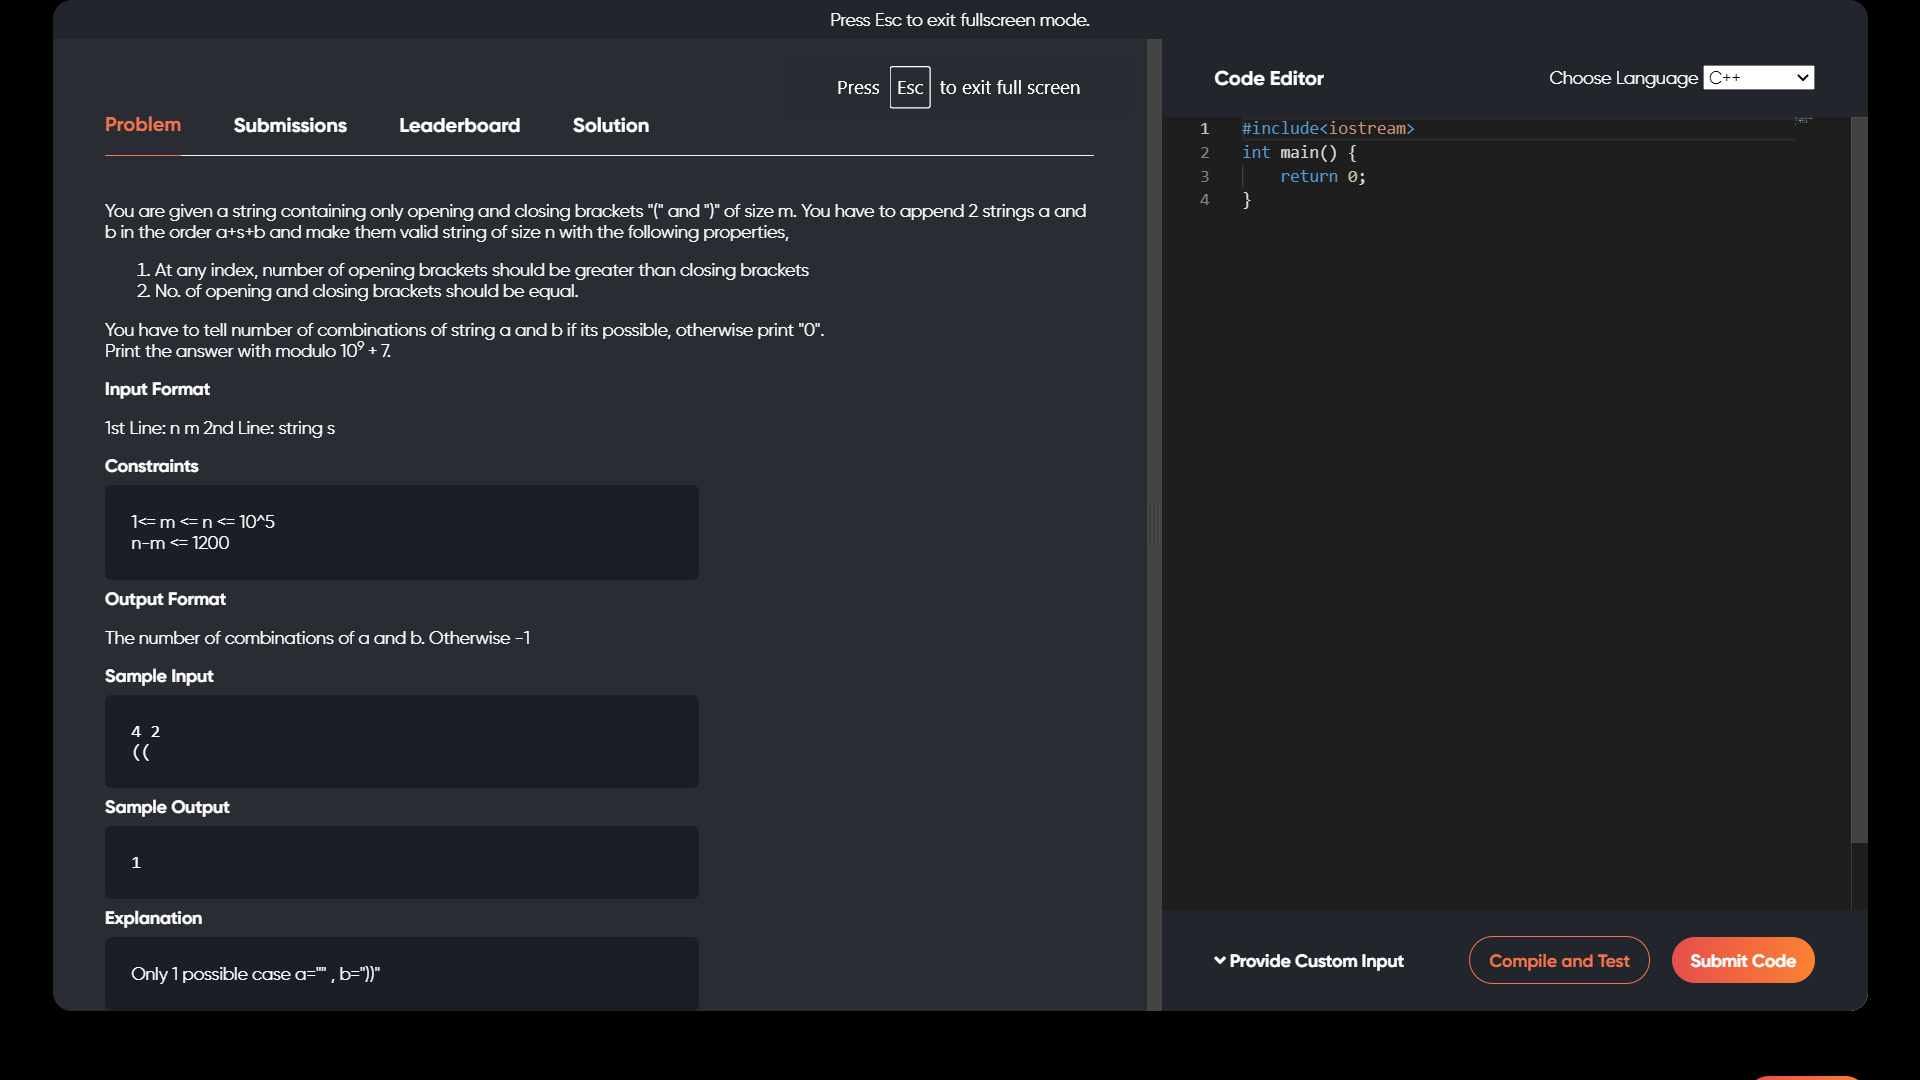 Press Esc to exit fullscreen mode.
Press Esc to exit full screen
Problem Submissions Leaderboard Solution
You are given a string containing only opening and closing brackets "(" and ")" of size m. You have to append 2 strings a and
b in the order a+s+b and make them valid string of size n with the following properties,
1. At any index, number of opening brackets should be greater than closing brackets
2. No. of opening and closing brackets should be equal.
You have to tell number of combinations of string a and b if its possible, otherwise print "0".
Print the answer with modulo 10⁹ + 7.
Input Format
1st Line: n m 2nd Line: string s
Constraints
1<= m <= n <= 10^5
n-m <= 1200
Output Format
The number of combinations of a and b. Otherwise -1
Sample Input
4 2
((
Sample Output
1
Explanation
Only 1 possible case a="" , b="))"
Code Editor
Choose Language C++
1 #include<iostream>
2 int main() {
3 return 0;
4 }
Provide Custom Input
Compile and Test
Submit Code